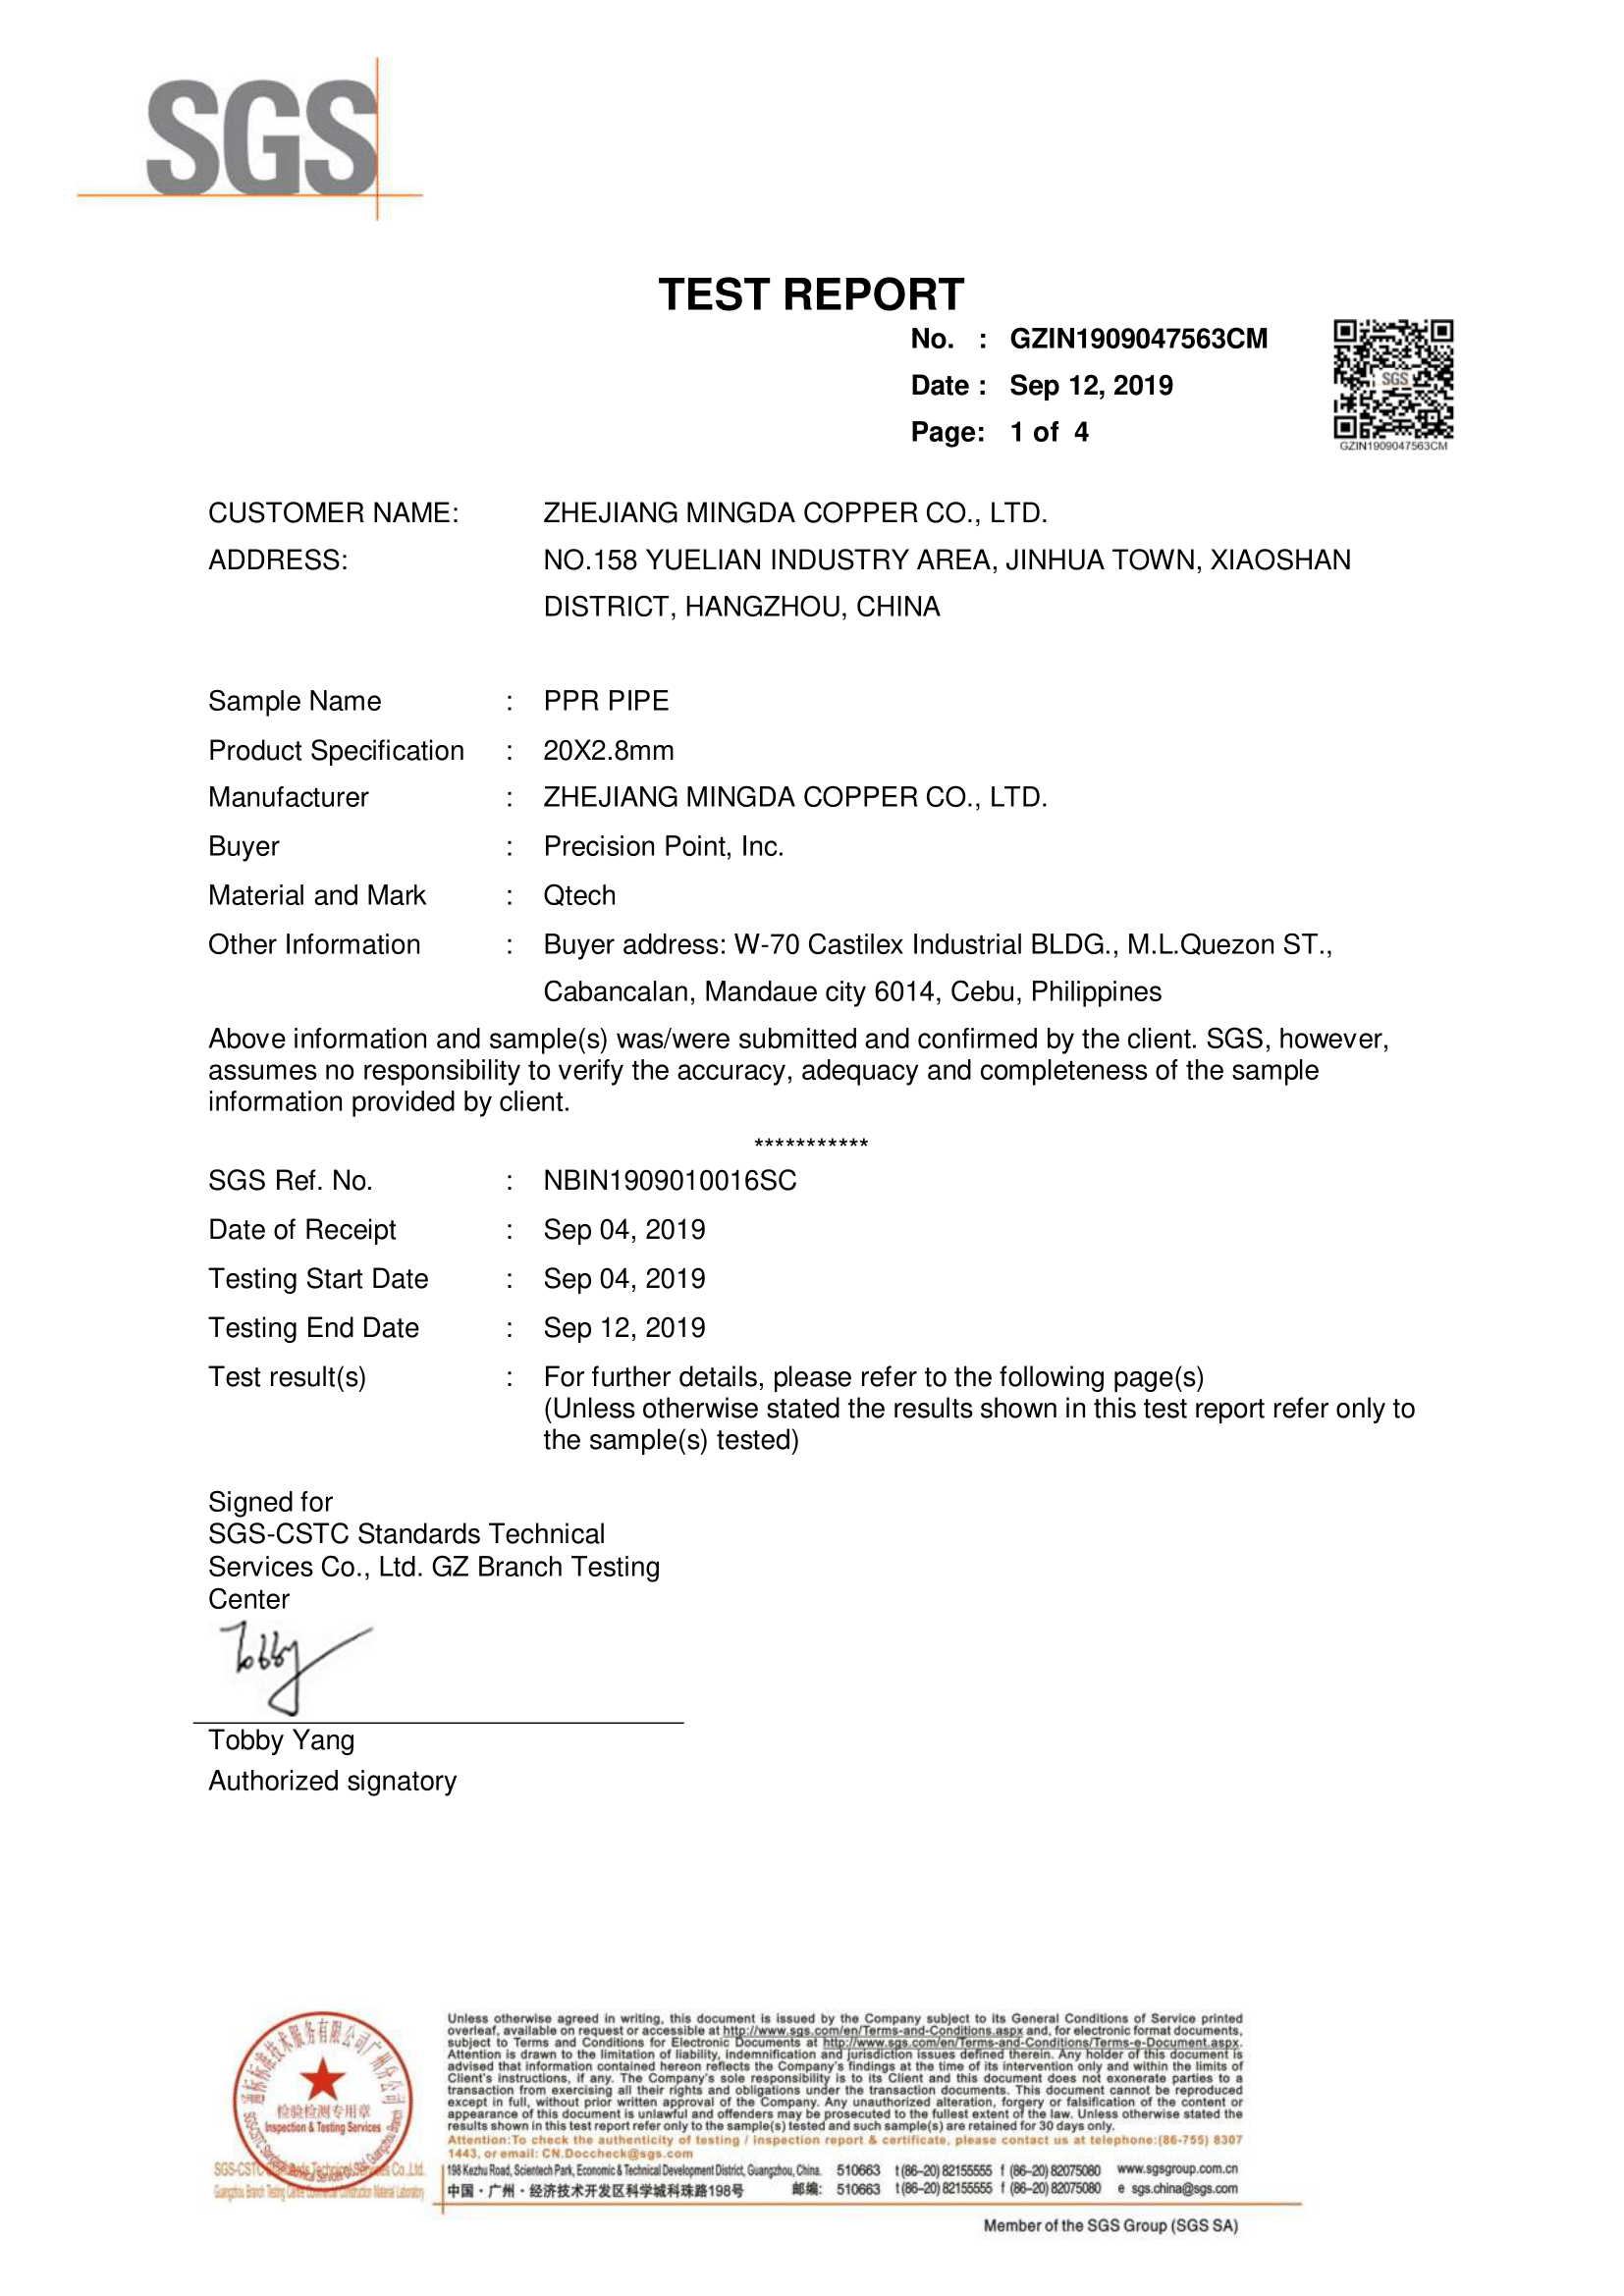 SGS
TEST REPORT
No. : GZIN1909047563CM
Date : Sep 12, 2019
Page: 1 of 4
SGS
GZIN1909047563CM
CUSTOMER NAME: ZHEJIANG MINGDA COPPER CO., LTD.
ADDRESS: NO.158 YUELIAN INDUSTRY AREA, JINHUA TOWN, XIAOSHAN
DISTRICT, HANGZHOU, CHINA
Sample Name : PPR PIPE
Product Specification : 20X2.8mm
Manufacturer : ZHEJIANG MINGDA COPPER CO., LTD.
Buyer : Precision Point, Inc.
Material and Mark : Qtech
Other Information : Buyer address: W-70 Castilex Industrial BLDG., M.L.Quezon ST.,
Cabancalan, Mandaue city 6014, Cebu, Philippines
Above information and sample(s) was/were submitted and confirmed by the client. SGS, however,
assumes no responsibility to verify the accuracy, adequacy and completeness of the sample
information provided by client.
***********
SGS Ref. No. : NBIN1909010016SC
Date of Receipt : Sep 04, 2019
Testing Start Date : Sep 04, 2019
Testing End Date : Sep 12, 2019
Test result(s) : For further details, please refer to the following page(s)
(Unless otherwise stated the results shown in this test report refer only to
the sample(s) tested)
Signed for
SGS-CSTC Standards Technical
Services Co., Ltd. GZ Branch Testing
Center
Tobby
Tobby Yang
Authorized signatory
检验检测专用章
Inspection & Testing Services
Unless otherwise agreed in writing, this document is issued by the Company subject to its General Conditions of Service printed
overleaf, available on request or accessible at http://www.sgs.com/en/Terms-and-Conditions.aspx and, for electronic format documents,
subject to Terms and Conditions for Electronic Documents at http://www.sgs.com/en/Terms-and-Conditions/Terms-e-Document.aspx.
Attention is drawn to the limitation of liability, indemnification and jurisdiction issues defined therein. Any holder of this document is
advised that information contained hereon reflects the Company's findings at the time of its intervention only and within the limits of
Client's instructions, if any. The Company's sole responsibility is to its Client and this document does not exonerate parties to a
transaction from exercising all their rights and obligations under the transaction documents. This document cannot be reproduced
except in full, without prior written approval of the Company. Any unauthorized alteration, forgery or falsification of the content or
appearance of this document is unlawful and offenders may be prosecuted to the fullest extent of the law. Unless otherwise stated the
results shown in this test report refer only to the sample(s) tested and such sample(s) are retained for 30 days only.
Attention:To check the authenticity of testing / inspection report & certificate, please contact us at telephone:(86-755) 8307
1443, or email: CN.Doccheck@sgs.com
198 Kezhu Road, Scientech Park, Economic & Technical Development District, Guangzhou, China. 510663 t (86–20) 82155555 f (86–20) 82075080 www.sgsgroup.com.cn
中国·广州·经济技术开发区科学城科珠路198号 邮编: 510663 t (86–20) 82155555 f (86–20) 82075080 e sgs.china@sgs.com
Member of the SGS Group (SGS SA)